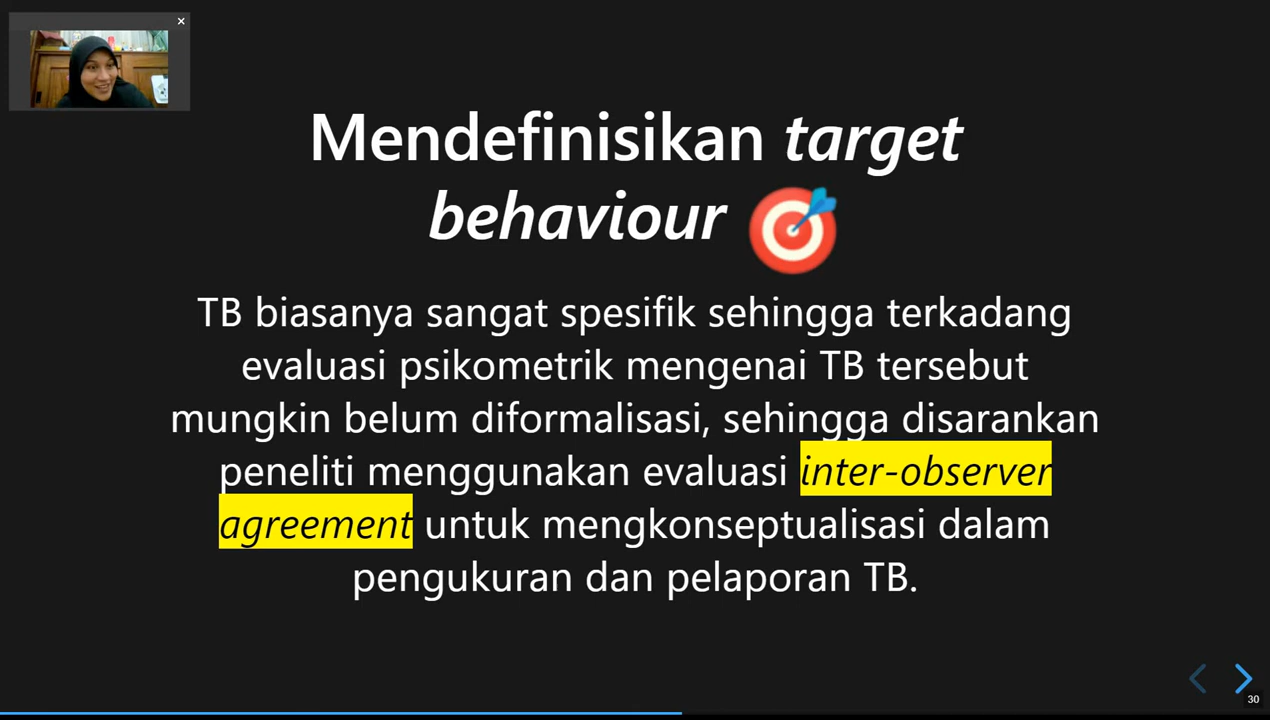 Mendefinisikan target
behaviour
TB biasanya sangat spesifik sehingga terkadang
evaluasi psikometrik mengenai TB tersebut
mungkin belum diformalisasi, sehingga disarankan
peneliti menggunakan evaluasi inter-observer
agreement untuk mengkonseptualisasi dalam
pengukuran dan pelaporan TB.
30